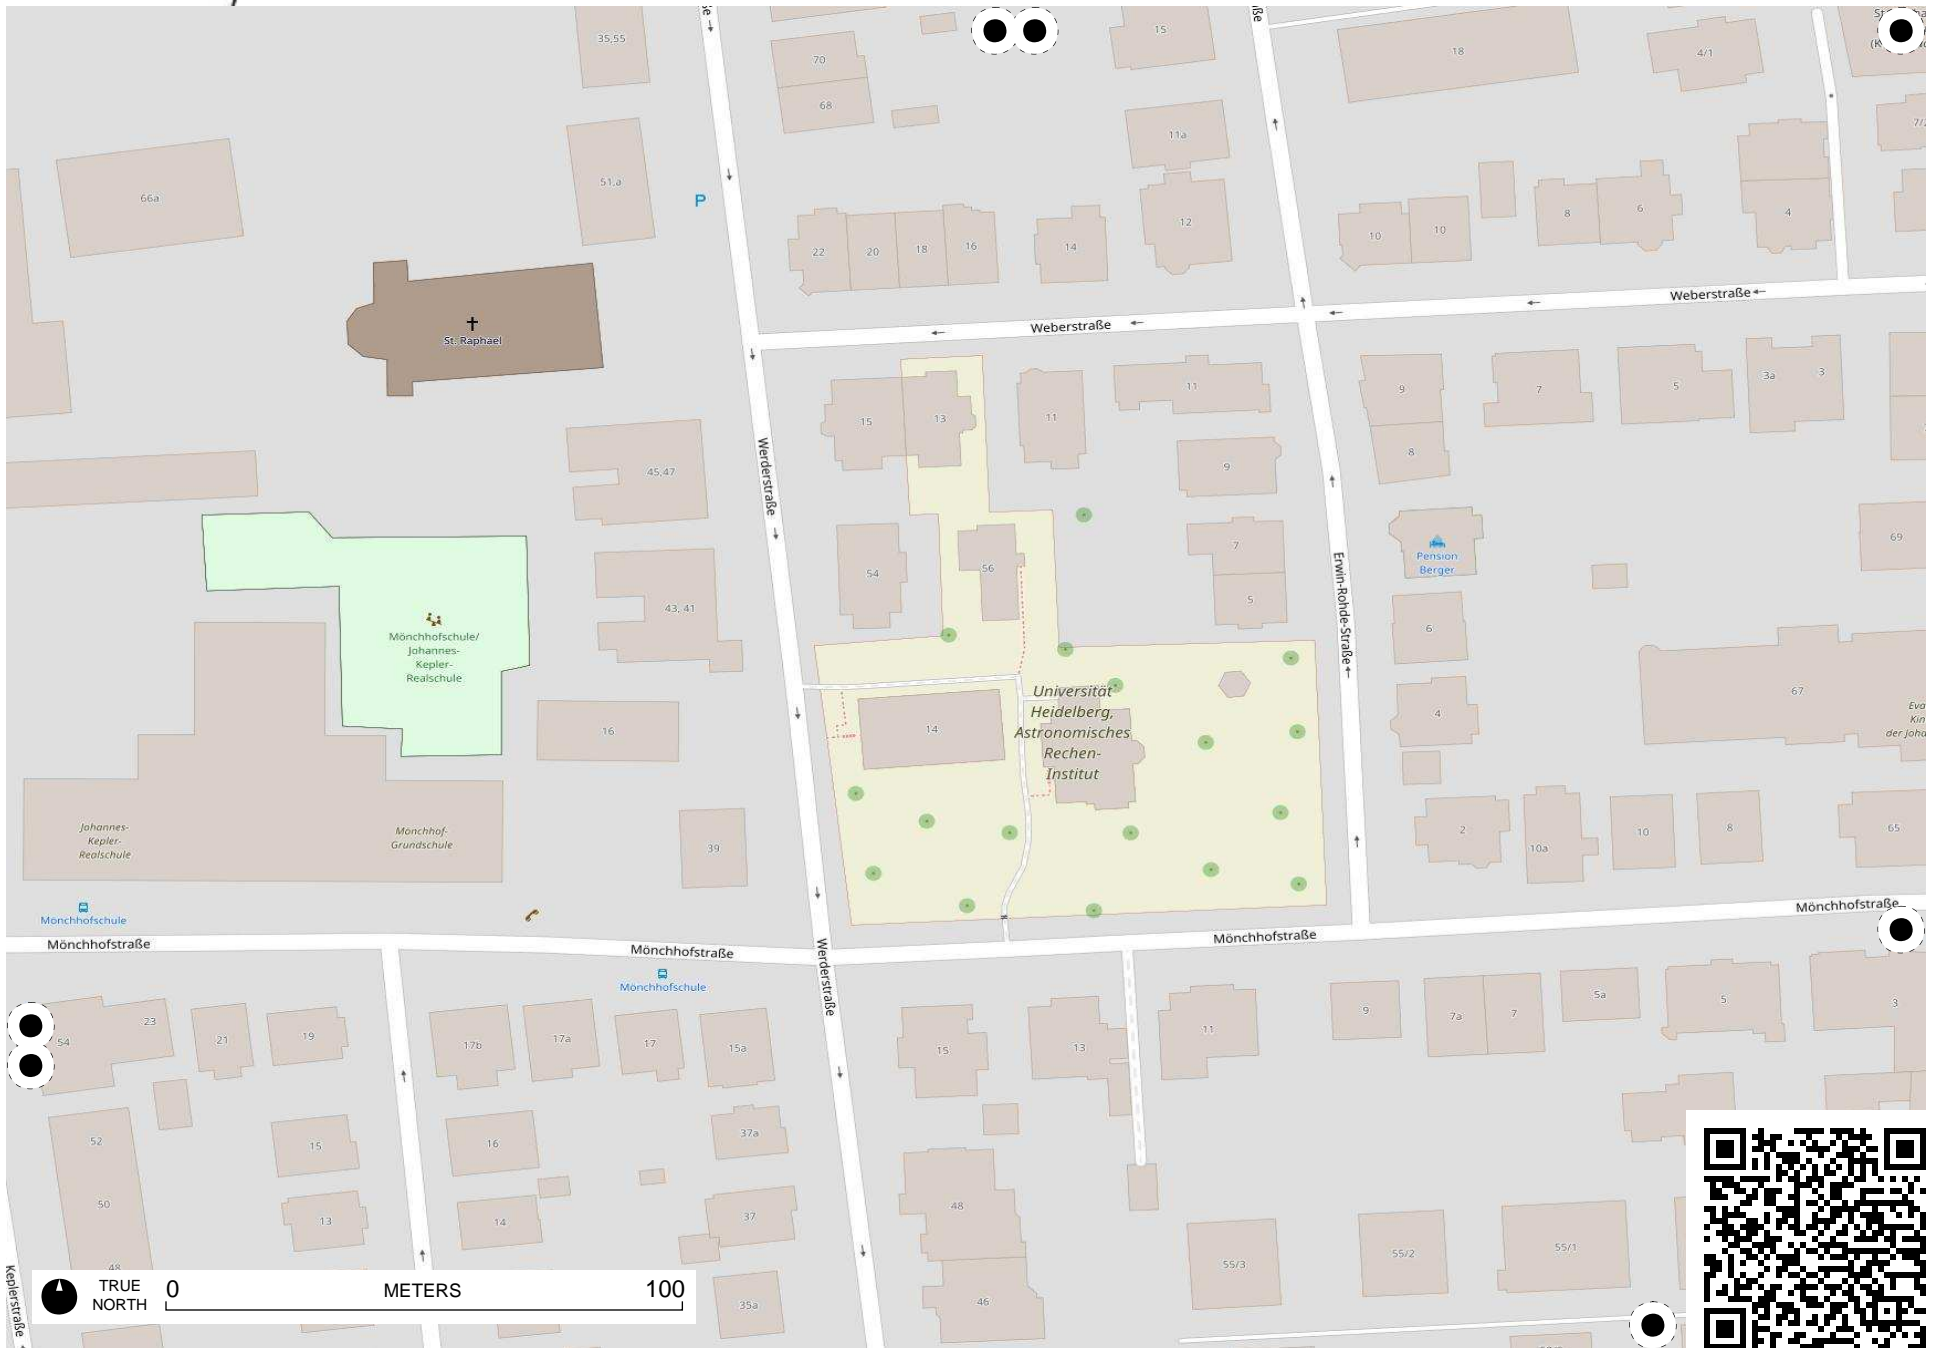 35,55
70
68
15
18
4/1
11a
66a
51,a
P
22
20
18
16
14
12
10
10
8
6
4
Weberstraße
Weberstraße
St. Raphael
15
13
11
11
9
9
8
7
5
3a
3
45,47
Werderstraße
54
56
7
5
Erwin-Rohde-Straße
Pension
Berger
69
6
4
67
43, 41
Mönchhofschule/
Johannes-
Kepler-
Realschule
16
14
Universität
Heidelberg,
Astronomisches
Rechen-
Institut
39
Johannes-
Kepler-
Realschule
Mönchhof-
Grundschule
2
10a
10
8
65
Mönchhofschule
Mönchhofstraße
Mönchhofstraße
Mönchhofstraße
Mönchhofstraße
Mönchhofschule
Werderstraße
54
23
21
19
17b
17a
17
15a
15
13
11
9
7a
7
5a
5
3
52
50
48
15
13
16
14
37a
37
35a
48
46
55/3
55/2
55/1
Keplerstraße
TRUE
NORTH
0
METERS
100